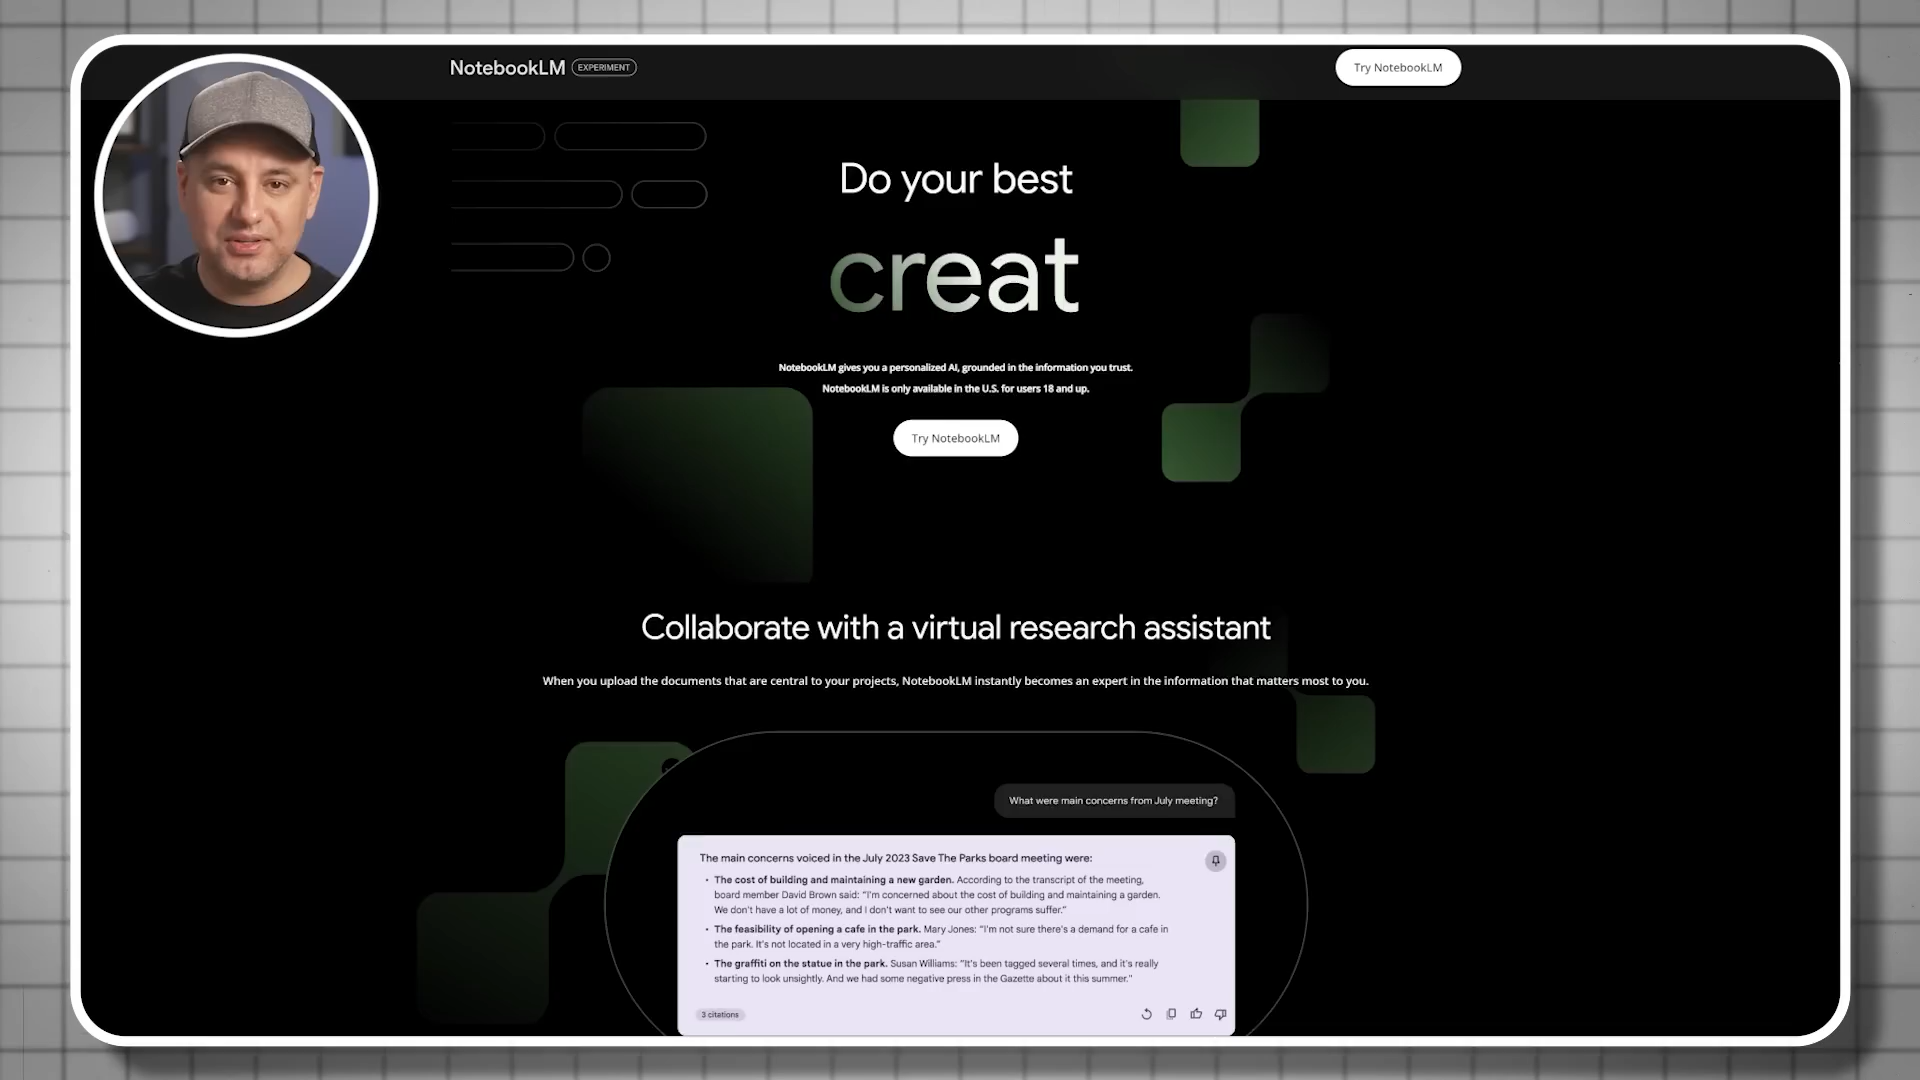 NotebookLM EXPERIMENT
Try NotebookLM
Do your best
creat
NotebookLM gives you a personalized AI, grounded in the information you trust.
NotebookLM is only available in the U.S. for users 18 and up.
Try NotebookLM
Collaborate with a virtual research assistant
When you upload the documents that are central to your projects, NotebookLM instantly becomes an expert in the information that matters most to you.
What were main concerns from July meeting?
The main concerns voiced in the July 2023 Save The Parks board meeting were:
• The cost of building and maintaining a new garden. According to the transcript of the meeting,
board member David Brown said: “I'm concerned about the cost of building and maintaining a garden.
We don't have a lot of money, and I don't want to see our other programs suffer.”
• The feasibility of opening a cafe in the park. Mary Jones: “I'm not sure there's a demand for a cafe in
the park. It's not located in a very high-traffic area.”
• The graffiti on the statue in the park. Susan Williams: “It's been tagged several times, and it's really
starting to look unsightly. And we had some negative press in the Gazette about it this summer.”
3 citations